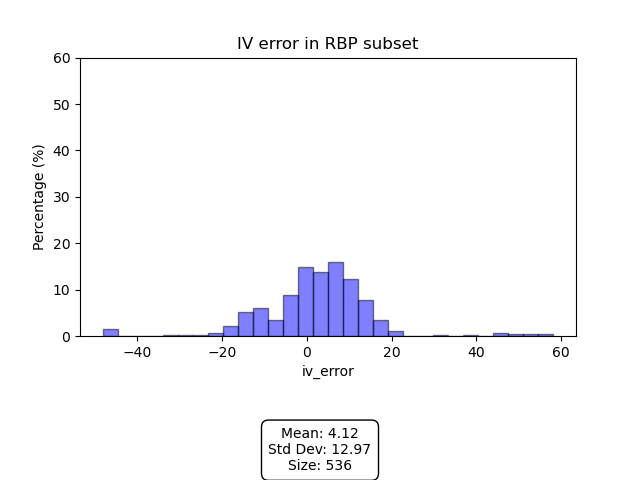 IV error in RBP subset
60
50
40
30
20
10
0
Percentage (%)
−40 −20 0 20 40 60
iv_error
Mean: 4.12
Std Dev: 12.97
Size: 536